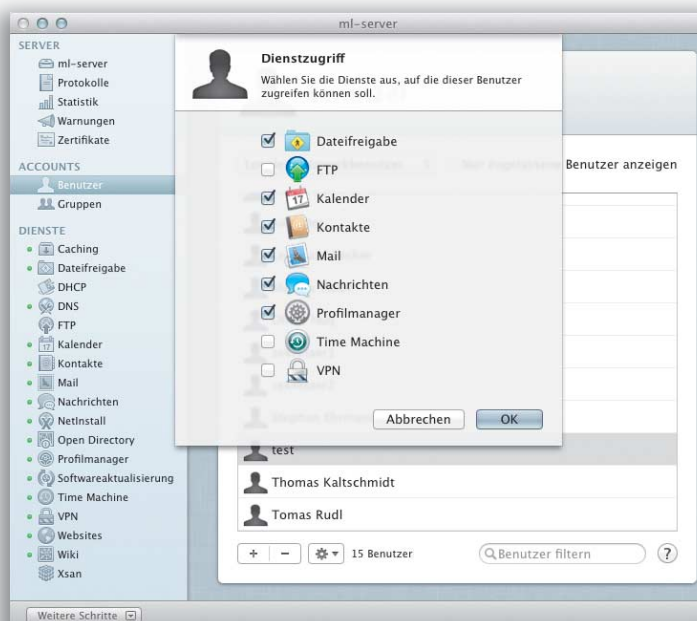 ml-server
SERVER
ml-server
Protokolle
Statistik
Warnungen
Zertifikate
ACCOUNTS
Benutzer
Gruppen
DIENSTE
Caching
Dateifreigabe
DHCP
DNS
FTP
Kalender
Kontakte
Mail
Nachrichten
NetInstall
Open Directory
Profilmanager
Softwareaktualisierung
Time Machine
VPN
Websites
Wiki
Xsan
Weitere Schritte
Dienstzugriff
Wählen Sie die Dienste aus, auf die dieser Benutzer
zugreifen können soll.
Dateifreigabe
FTP
17 Kalender
Kontakte
Mail
Nachrichten
Profilmanager
Time Machine
VPN
Abbrechen OK
Benutzer anzeigen
test
Thomas Kaltschmidt
Tomas Rudl
+ − 15 Benutzer Benutzer filtern ?